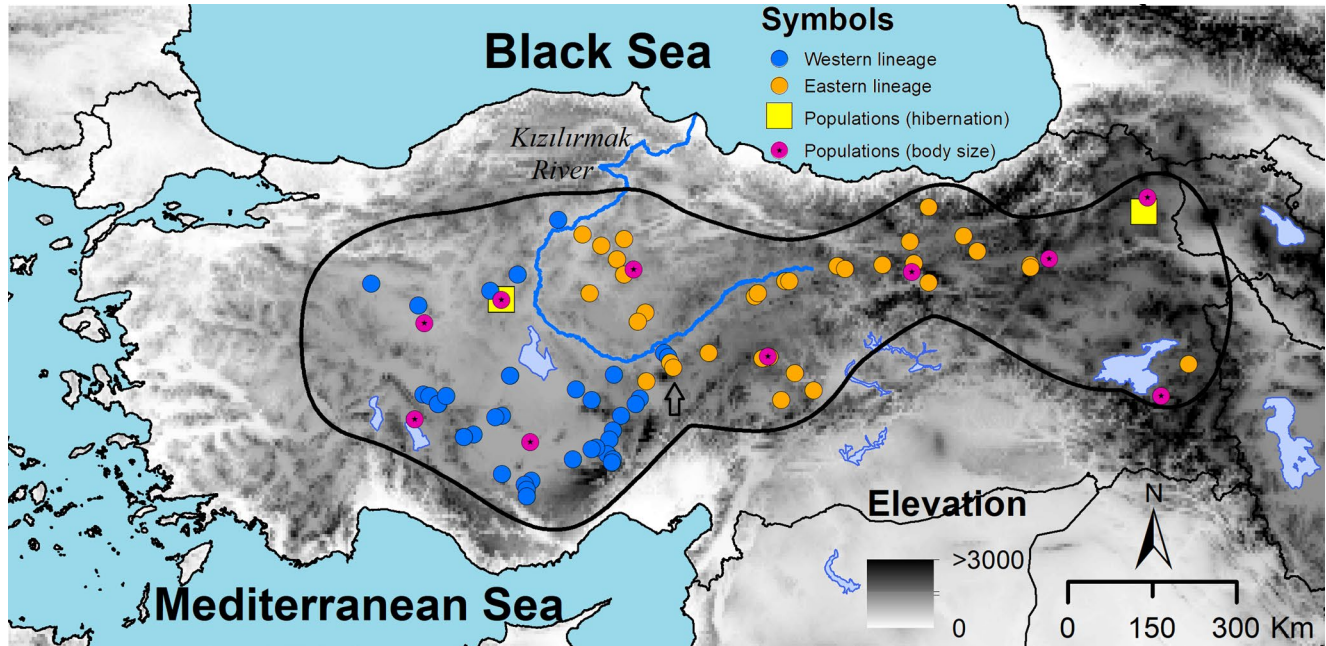 Black Sea
Symbols
Western lineage
Eastern lineage
Populations (hibernation)
Populations (body size)
Kızılırmak
River
Elevation
>3000
0
N
0 150 300 Km
Mediterranean Sea